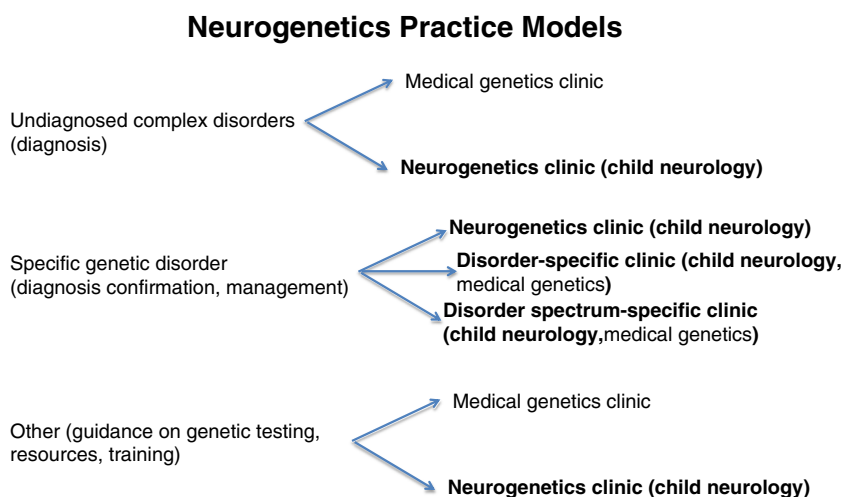 Neurogenetics Practice Models
Medical genetics clinic
Undiagnosed complex disorders
(diagnosis)
Neurogenetics clinic (child neurology)
Neurogenetics clinic (child neurology)
Specific genetic disorder
(diagnosis confirmation, management)
Disorder-specific clinic (child neurology,
medical genetics)
Disorder spectrum-specific clinic
(child neurology,medical genetics)
Medical genetics clinic
Other (guidance on genetic testing,
resources, training)
Neurogenetics clinic (child neurology)